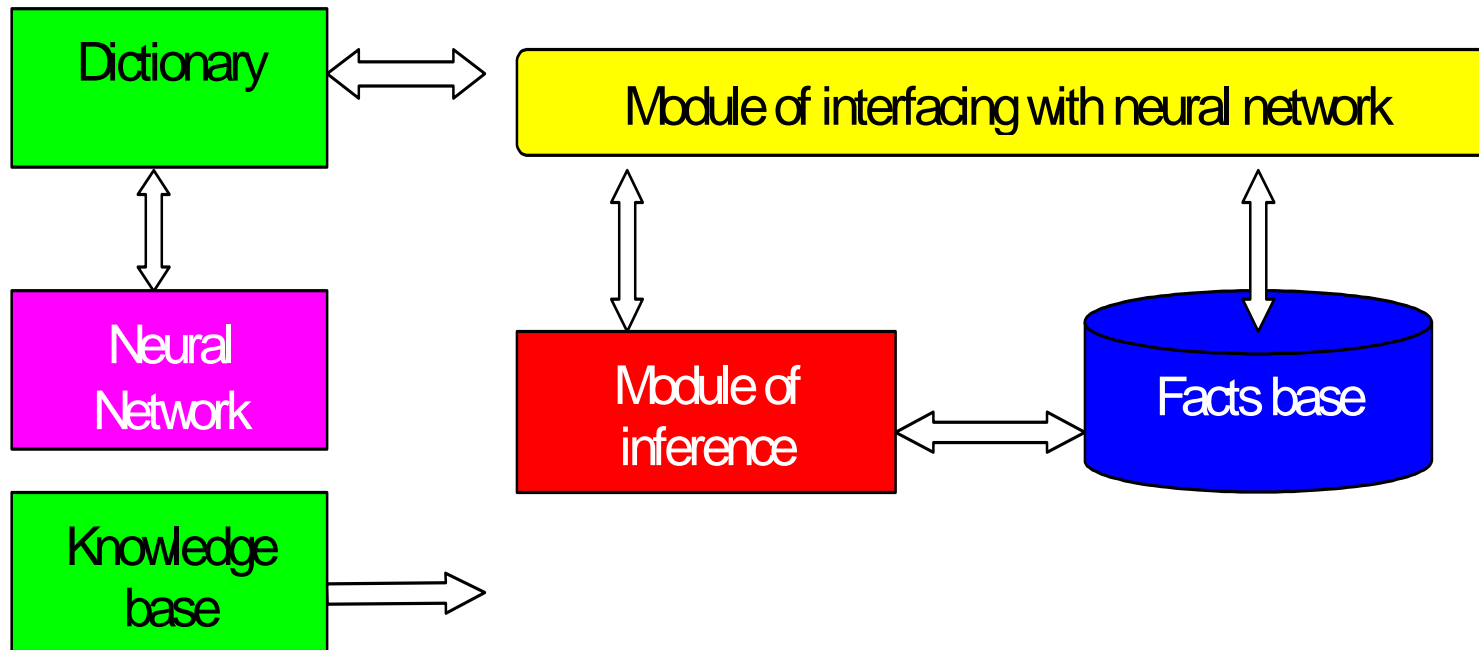 Dictionary
Module of interfacing with neural network
Neural
Network
Module of
inference
Facts base
Knowledge
base